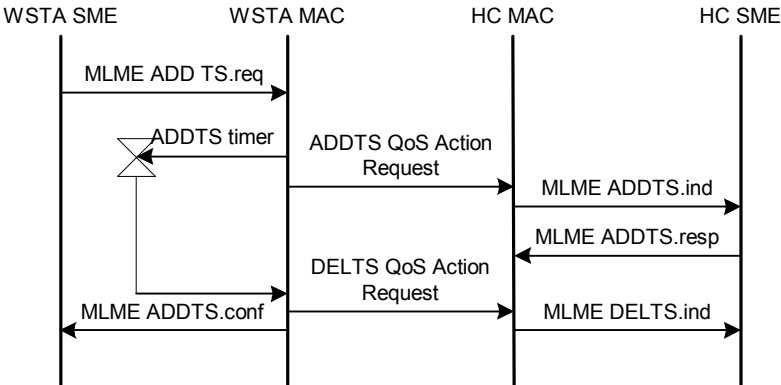 WSTA SME
WSTA MAC
HC MAC
HC SME
MLME ADD TS.req
ADDTS timer
ADDTS QoS Action
Request
MLME ADDTS.ind
MLME ADDTS.resp
DELTS QoS Action
Request
MLME ADDTS.conf
MLME DELTS.ind